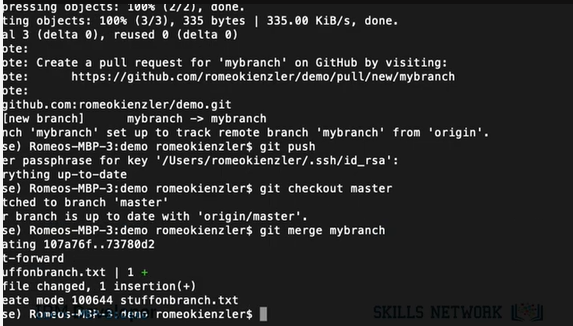 pressing objects: 100% (2/2), done.
ting objects: 100% (3/3), 335 bytes | 335.00 KiB/s, done.
al 3 (delta 0), reused 0 (delta 0)
ote:
ote: Create a pull request for 'mybranch' on GitHub by visiting:
ote:      https://github.com/romeokienzler/demo/pull/new/mybranch
ote:
github.com:romeokienzler/demo.git
[new branch]      mybranch -> mybranch
nch 'mybranch' set up to track remote branch 'mybranch' from 'origin'.
se) Romeos-MBP-3:demo romeokienzler$ git push
er passphrase for key '/Users/romeokienzler/.ssh/id_rsa':
rything up-to-date
se) Romeos-MBP-3:demo romeokienzler$ git checkout master
tched to branch 'master'
r branch is up to date with 'origin/master'.
se) Romeos-MBP-3:demo romeokienzler$ git merge mybranch
ating 107a76f..73780d2
t-forward
uffonbranch.txt | 1 +
file changed, 1 insertion(+)
eate mode 100644 stuffonbranch.txt
se) Romeos-MBP-3:demo romeokienzler$
SKILLS NETWORK